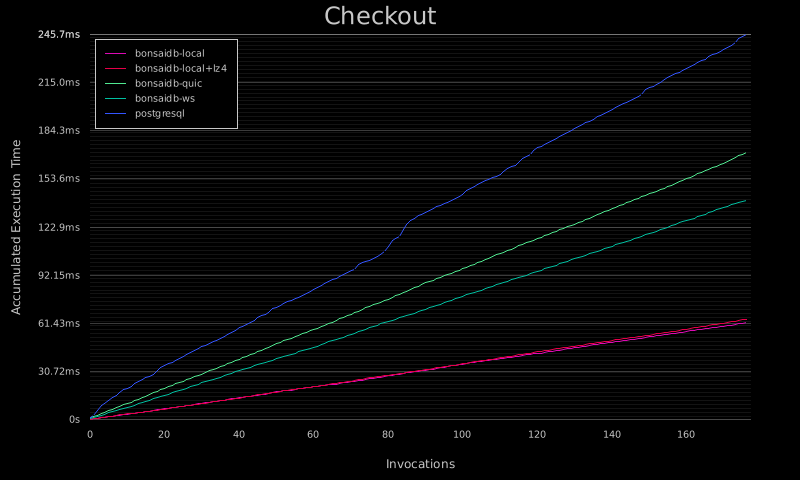 Checkout
245.7ms
215.0ms
184.3ms
153.6ms
122.9ms
92.15ms
61.43ms
30.72ms
0s
bonsaidb-local
bonsaidb-local+lz4
bonsaidb-quic
bonsaidb-ws
postgresql
Accumulated Execution Time
0 20 40 60 80 100 120 140 160
Invocations